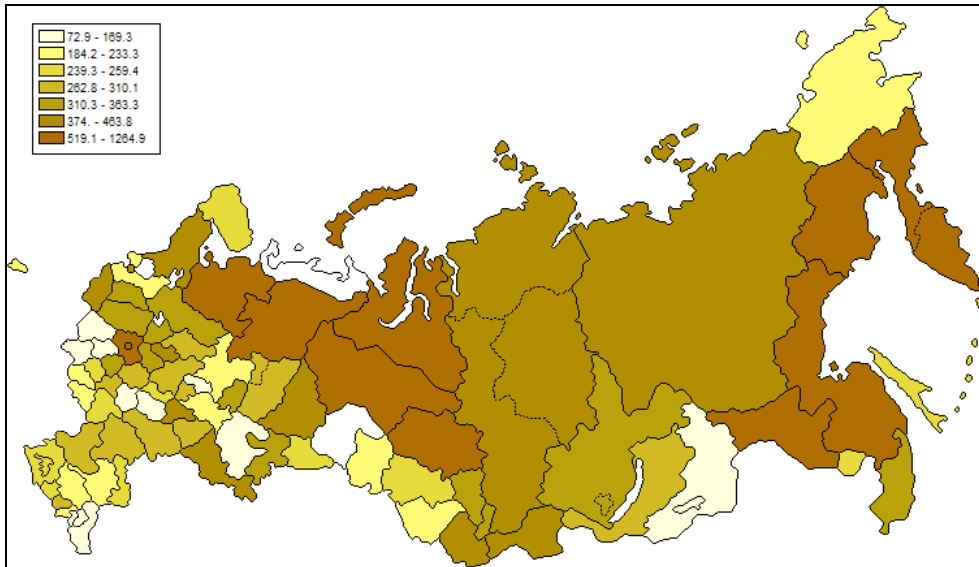 72.9 - 169.3
184.2 - 233.3
239.3 - 259.4
262.8 - 310.1
310.3 - 363.3
374. - 463.8
519.1 - 1264.9